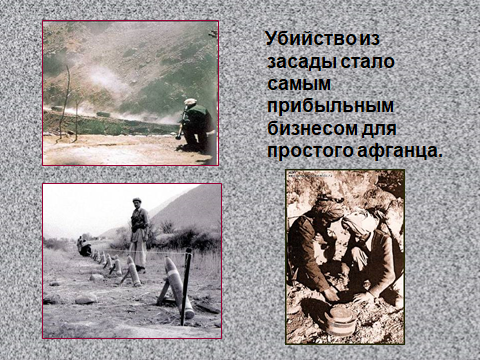 Убийство из
засады стало
самым
прибыльным
бизнесом для
простого афганца.